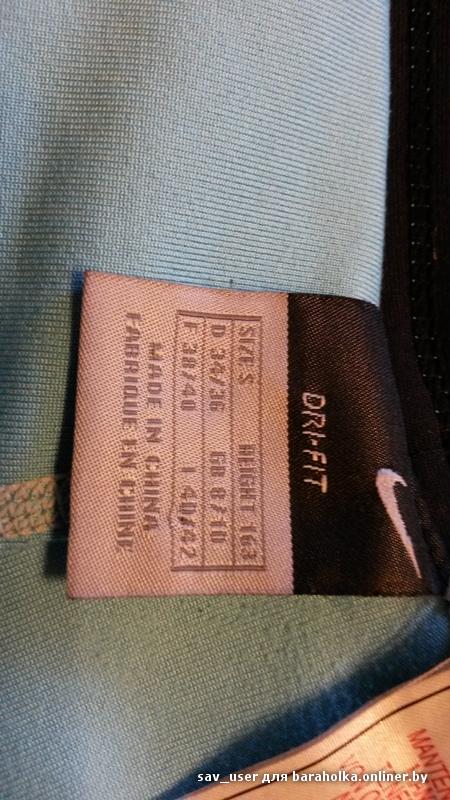 DRI-FIT
SIZE S HEIGHT 163
D 34/36 GB 8/10
F 38/40 I 40/42
MADE IN CHINA
FABRIQUE EN CHINE
sav_user для baraholka.onliner.by